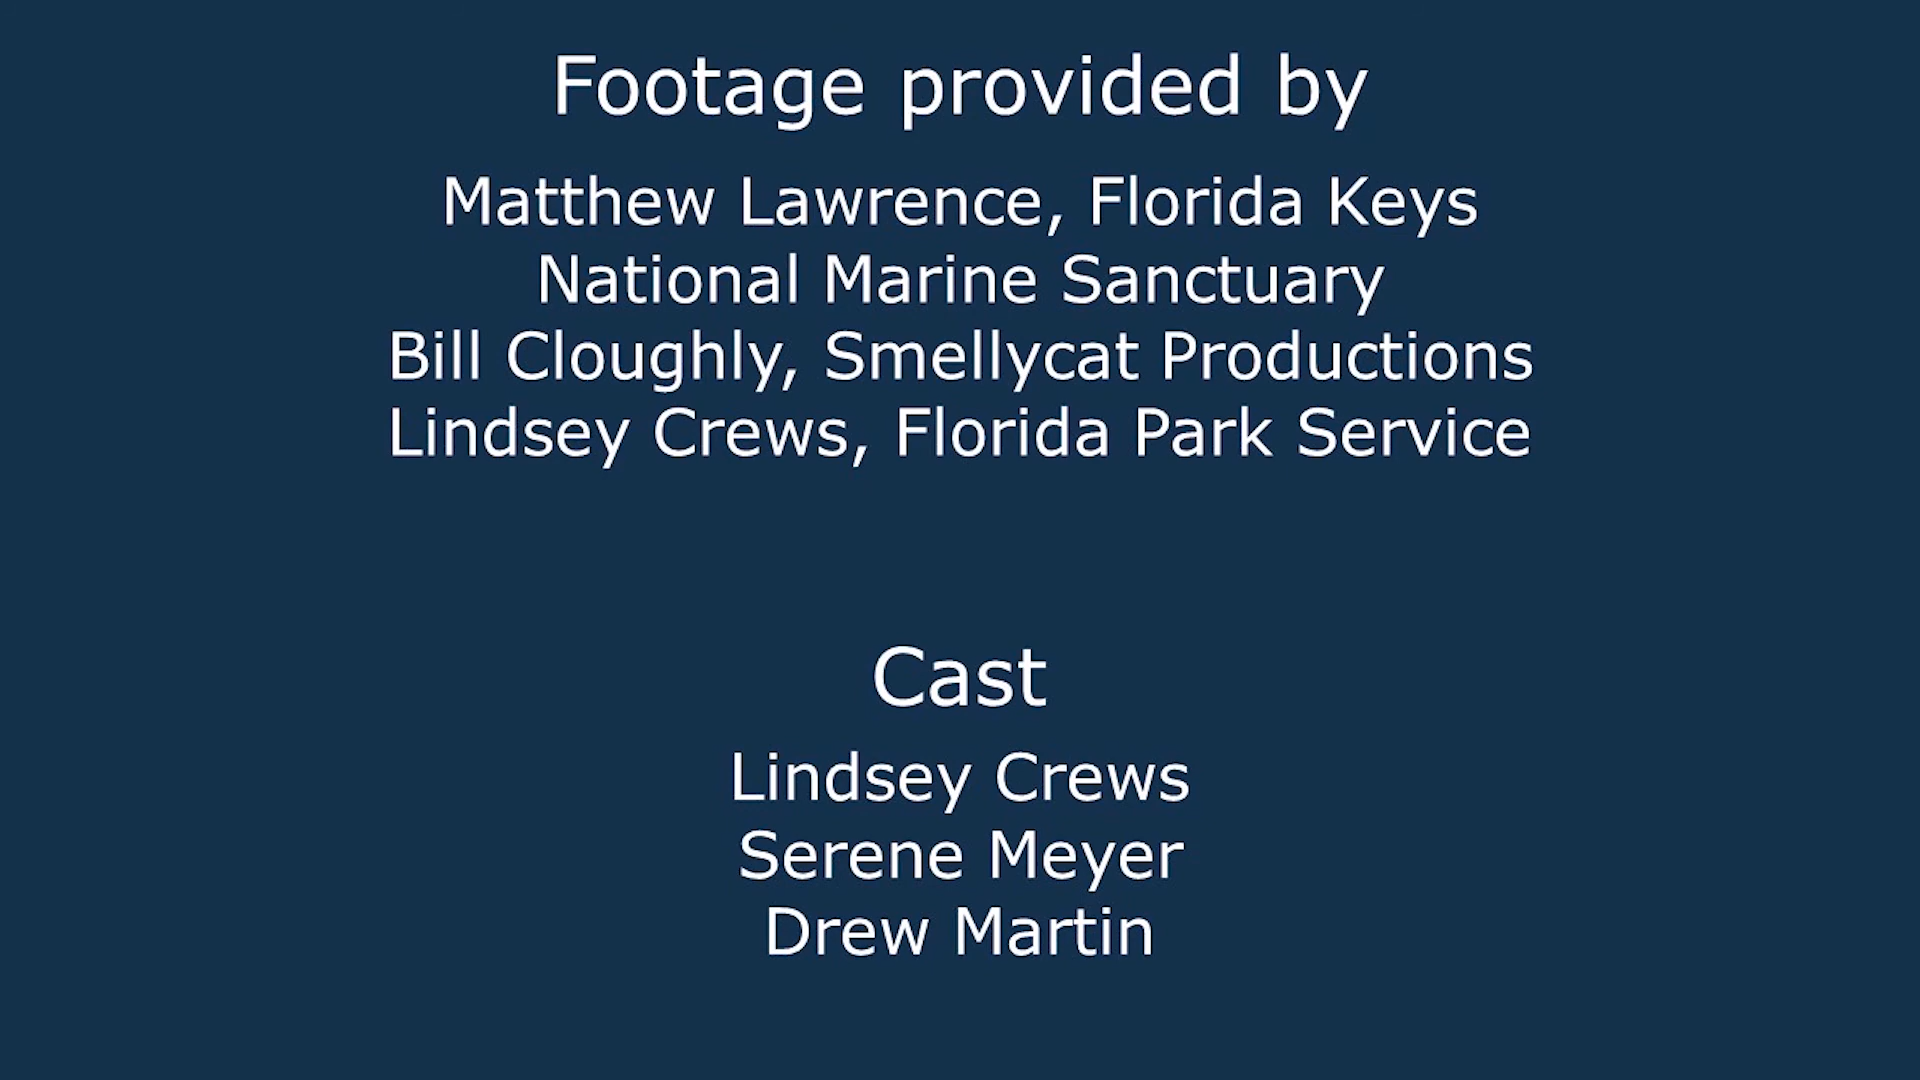 Footage provided by
Matthew Lawrence, Florida Keys
National Marine Sanctuary
Bill Cloughly, Smellycat Productions
Lindsey Crews, Florida Park Service
Cast
Lindsey Crews
Serene Meyer
Drew Martin